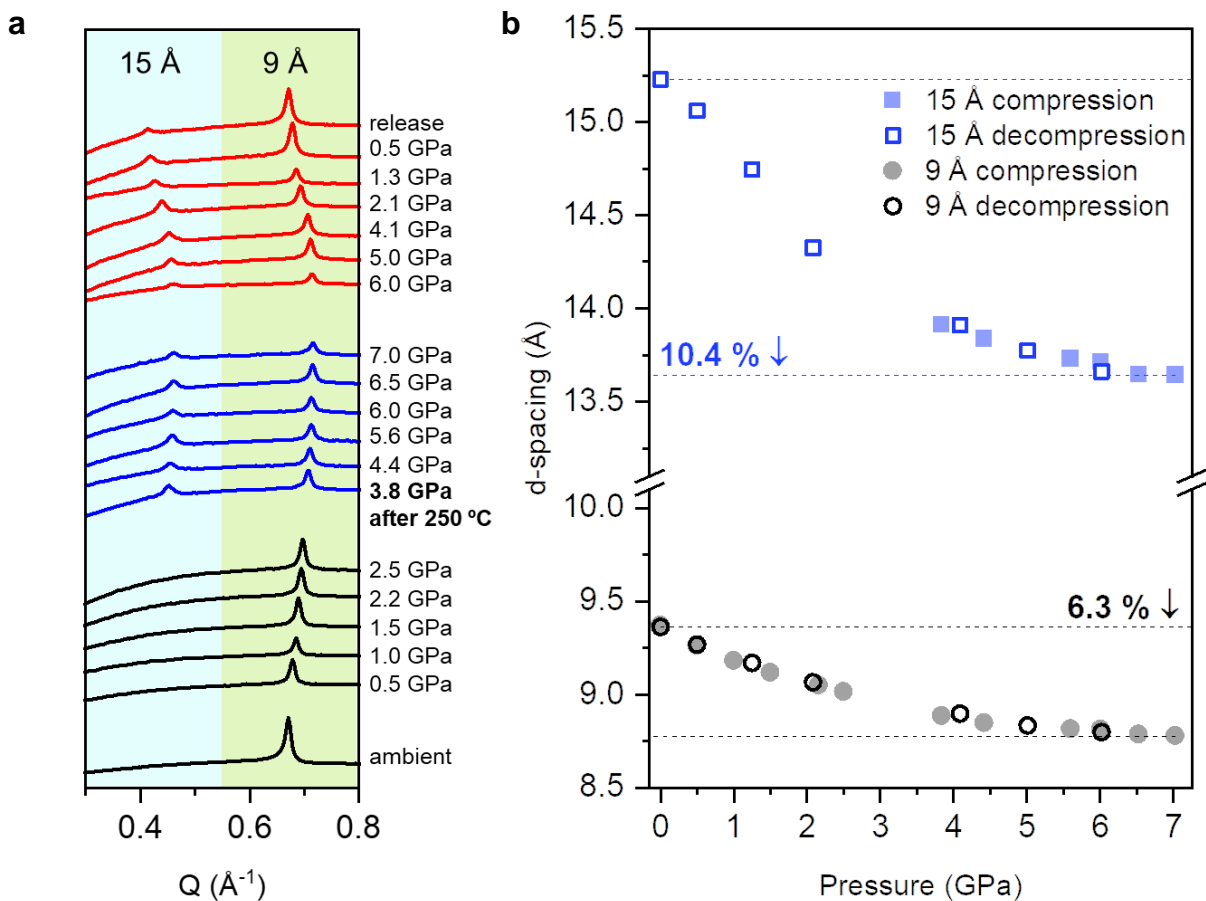 a
15 Å 9 Å
release
0.5 GPa
1.3 GPa
2.1 GPa
4.1 GPa
5.0 GPa
6.0 GPa
7.0 GPa
6.5 GPa
6.0 GPa
5.6 GPa
4.4 GPa
3.8 GPa
after 250 ºC
2.5 GPa
2.2 GPa
1.5 GPa
1.0 GPa
0.5 GPa
ambient
0.4 0.6 0.8
Q (Å-1)
b
15.5
15.0
14.5
14.0
13.5
10.0
9.5
9.0
8.5
d-spacing (Å)
15 Å compression
15 Å decompression
9 Å compression
9 Å decompression
10.4 % ↓
6.3 % ↓
0 1 2 3 4 5 6 7
Pressure (GPa)